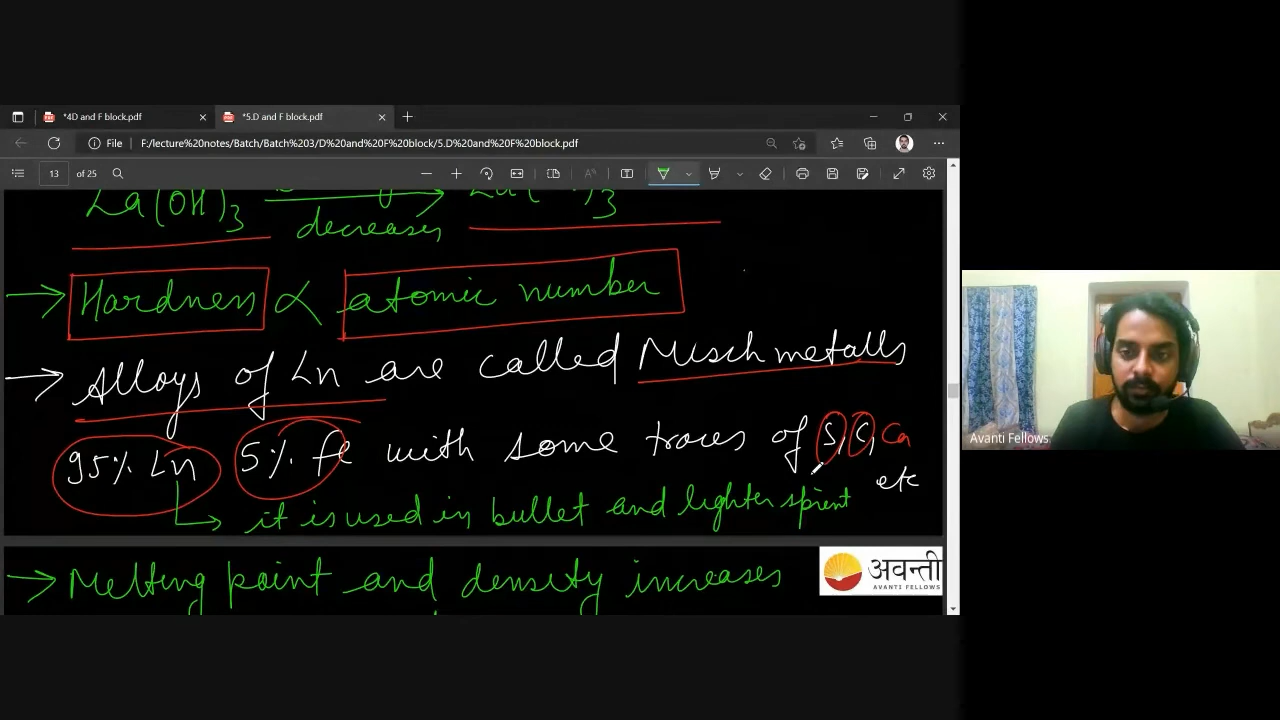 *4D and F block.pdf
*5.D and F block.pdf
File
F:/lecture%20notes/Batch/Batch%203/D%20and%20F%20block/5.D%20and%20F%20block.pdf
13 of 25
La(OH)3 decreases
→ Hardness ∝ atomic number
→ Alloys of Ln are called Misch metalls
95% Ln 5% Fe with some traces of S, C, Ca
etc
↳ it is used in bullet and lighter
→ Melting point and density increases
अवन्ती
AVANTI FELLOWS
Avanti Fellows